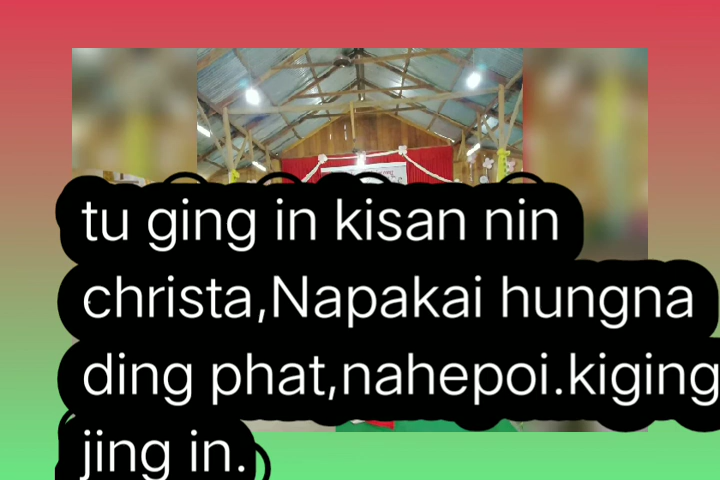 tu ging in kisan nin
christa,Napakai hungna
ding phat,nahepoi.kiging
jing in.